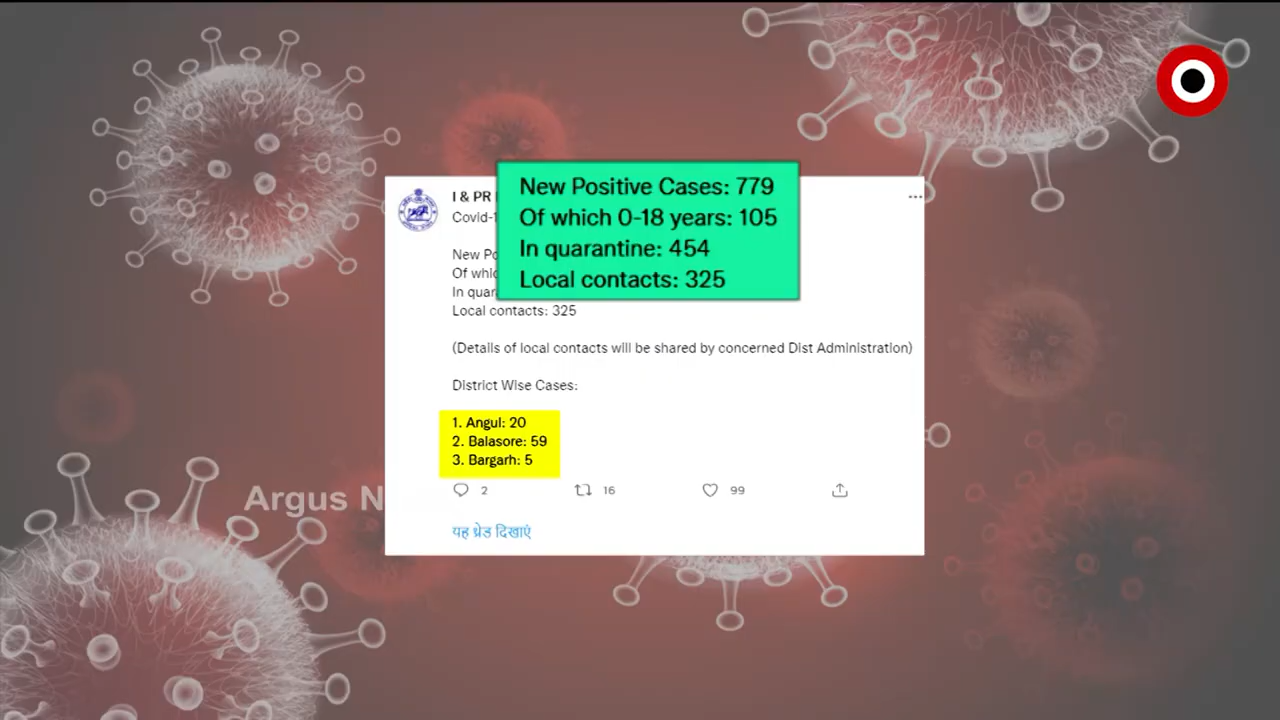 New Positive Cases: 779
Of which 0-18 years: 105
In quarantine: 454
Local contacts: 325
I & PR
Covid-1
New Po
Of whic
In quar
Local contacts: 325
(Details of local contacts will be shared by concerned Dist Administration)
District Wise Cases:
1. Angul: 20
2. Balasore: 59
3. Bargarh: 5
2 16 99
यह थ्रेड दिखाएं
Argus N